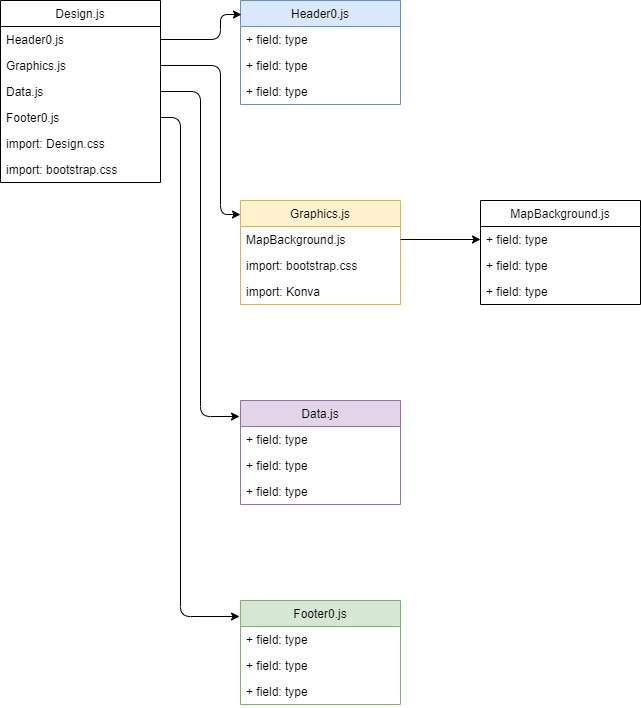 Design.js
Header0.js
Graphics.js
Data.js
Footer0.js
import: Design.css
import: bootstrap.css
Header0.js
+ field: type
+ field: type
+ field: type
Graphics.js
MapBackground.js
import: bootstrap.css
import: Konva
MapBackground.js
+ field: type
+ field: type
+ field: type
Data.js
+ field: type
+ field: type
+ field: type
Footer0.js
+ field: type
+ field: type
+ field: type